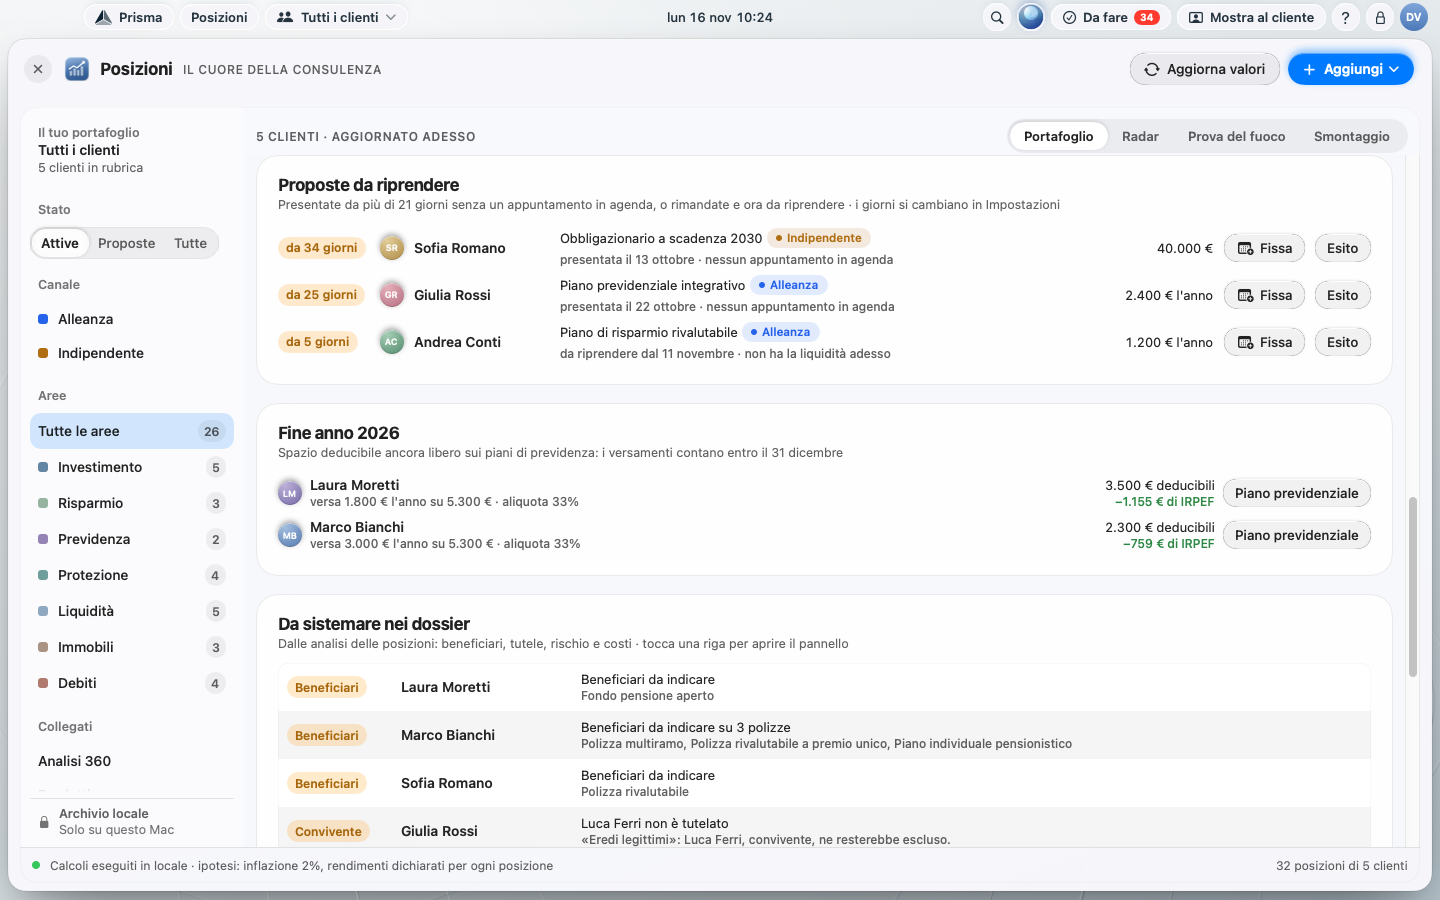 Prisma
Posizioni
Tutti i clienti
lun 16 nov 10:24
Da fare 34
Mostra al cliente
?
DV
Posizioni IL CUORE DELLA CONSULENZA
Aggiorna valori
+ Aggiungi
Il tuo portafoglio
Tutti i clienti
5 clienti in rubrica
Stato
Attive Proposte Tutte
Canale
Alleanza
Indipendente
Aree
Tutte le aree 26
Investimento 5
Risparmio 3
Previdenza 2
Protezione 4
Liquidità 5
Immobili 3
Debiti 4
Collegati
Analisi 360
Archivio locale
Solo su questo Mac
5 CLIENTI · AGGIORNATO ADESSO
Portafoglio Radar Prova del fuoco Smontaggio
Proposte da riprendere
Presentate da più di 21 giorni senza un appuntamento in agenda, o rimandate e ora da riprendere · i giorni si cambiano in Impostazioni
da 34 giorni SR Sofia Romano Obbligazionario a scadenza 2030 Indipendente 40.000 € Fissa Esito
presentata il 13 ottobre · nessun appuntamento in agenda
da 25 giorni GR Giulia Rossi Piano previdenziale integrativo Alleanza 2.400 € l'anno Fissa Esito
presentata il 22 ottobre · nessun appuntamento in agenda
da 5 giorni AC Andrea Conti Piano di risparmio rivalutabile Alleanza 1.200 € l'anno Fissa Esito
da riprendere dal 11 novembre · non ha la liquidità adesso
Fine anno 2026
Spazio deducibile ancora libero sui piani di previdenza: i versamenti contano entro il 31 dicembre
LM Laura Moretti 3.500 € deducibili Piano previdenziale
versa 1.800 € l'anno su 5.300 € · aliquota 33% −1.155 € di IRPEF
MB Marco Bianchi 2.300 € deducibili Piano previdenziale
versa 3.000 € l'anno su 5.300 € · aliquota 33% −759 € di IRPEF
Da sistemare nei dossier
Dalle analisi delle posizioni: beneficiari, tutele, rischio e costi · tocca una riga per aprire il pannello
Beneficiari Laura Moretti Beneficiari da indicare
Fondo pensione aperto
Beneficiari Marco Bianchi Beneficiari da indicare su 3 polizze
Polizza multiramo, Polizza rivalutabile a premio unico, Piano individuale pensionistico
Beneficiari Sofia Romano Beneficiari da indicare
Polizza rivalutabile
Convivente Giulia Rossi Luca Ferri non è tutelato
«Eredi legittimi»: Luca Ferri, convivente, ne resterebbe escluso.
Calcoli eseguiti in locale · ipotesi: inflazione 2%, rendimenti dichiarati per ogni posizione
32 posizioni di 5 clienti